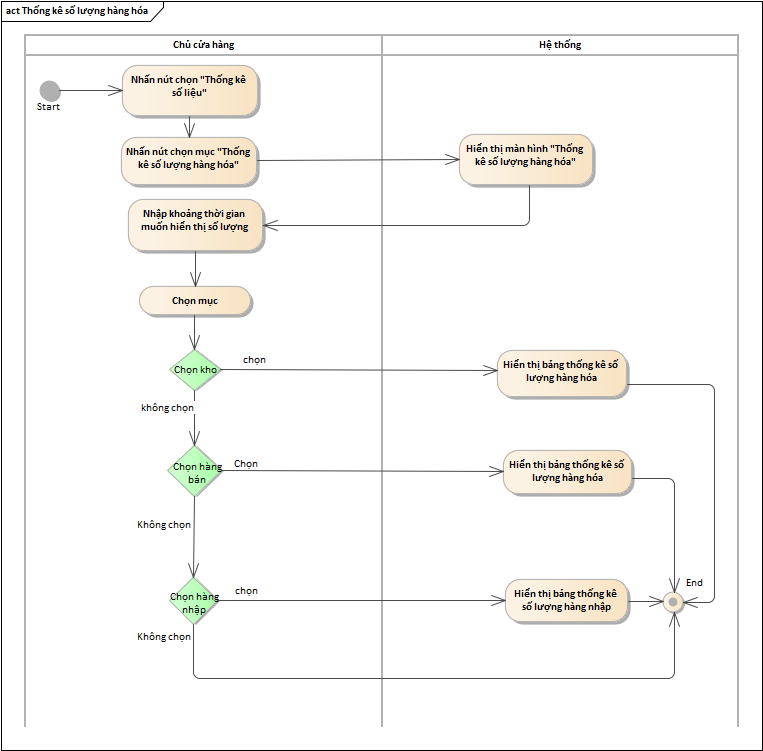 act Thống kê số lượng hàng hóa
Chủ cửa hàng
Hệ thống
Start
Nhấn nút chọn "Thống kê
số liệu"
Nhấn nút chọn mục "Thống
kê số lượng hàng hóa"
Hiển thị màn hình "Thống
kê số lượng hàng hóa"
Nhập khoảng thời gian
muốn hiển thị số lượng
Chọn mục
Chọn kho
chọn
Hiển thị bảng thống kê số
lượng hàng hóa
không chọn
Chọn hàng
bán
Chọn
Hiển thị bảng thống kê số
lượng hàng hóa
Không chọn
Chọn hàng
nhập
chọn
Hiển thị bảng thống kê
số lượng hàng nhập
End
Không chọn